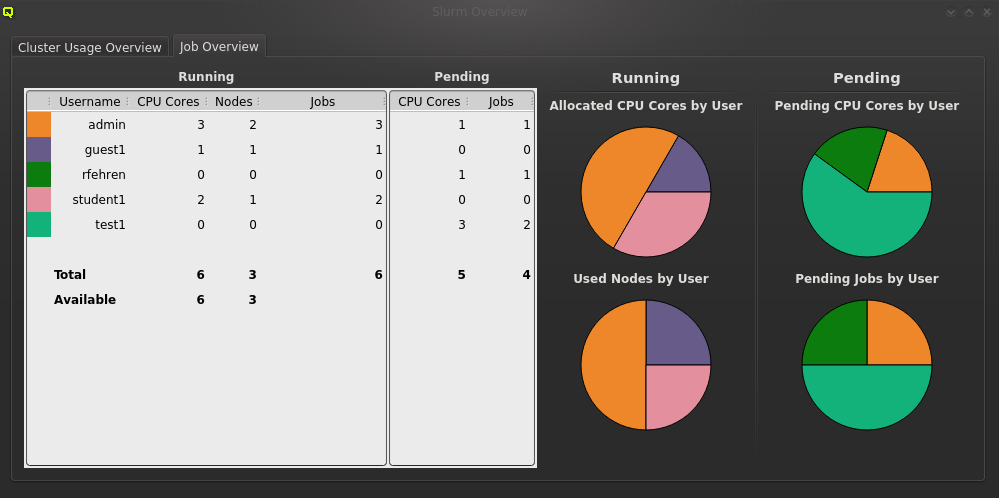 Slurm Overview
Cluster Usage Overview Job Overview
Running Pending
Username CPU Cores Nodes Jobs CPU Cores Jobs
admin 3 2 3 1 1
guest1 1 1 1 0 0
rfehren 0 0 0 1 1
student1 2 1 2 0 0
test1 0 0 0 3 2
Total 6 3 6 5 4
Available 6 3
Running Pending
Allocated CPU Cores by User Pending CPU Cores by User
Used Nodes by User Pending Jobs by User